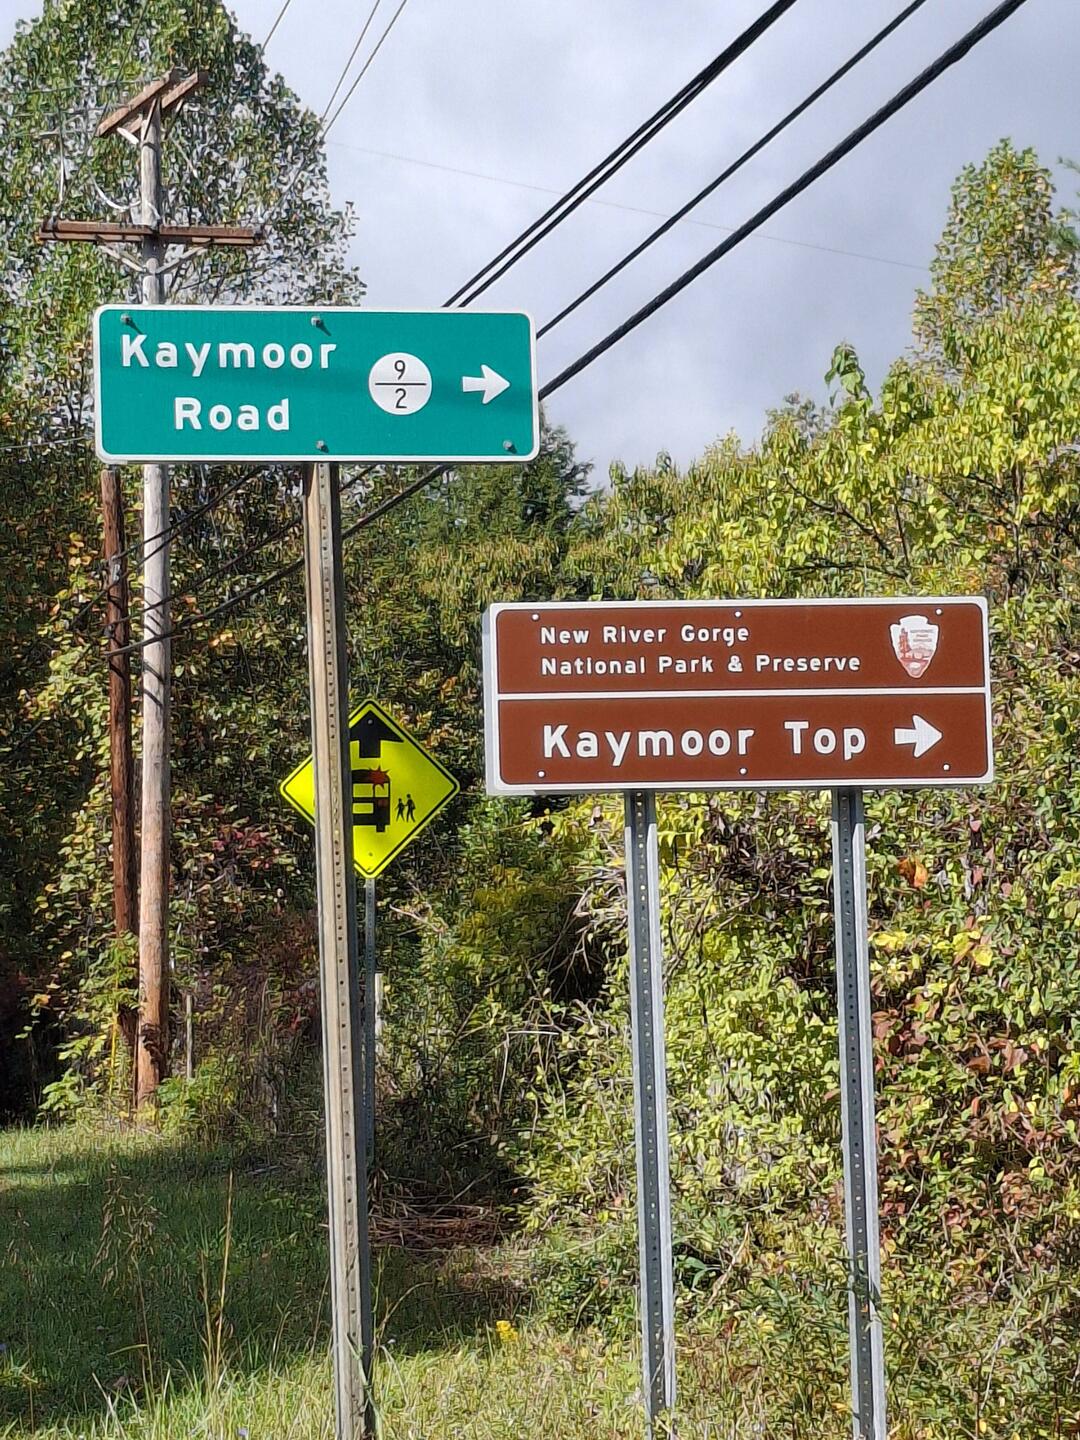 Kaymoor
Road
9
2
New River Gorge
National Park & Preserve
Kaymoor Top